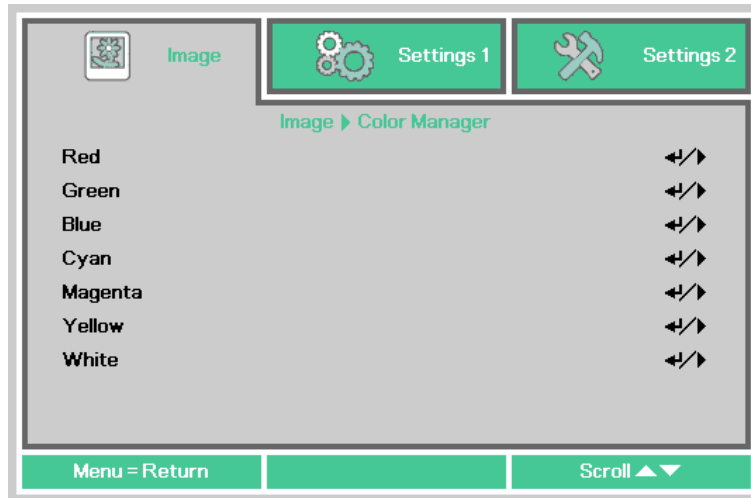 Image
Settings 1
Settings 2
Image ▶ Color Manager
Red ↵/▶
Green ↵/▶
Blue ↵/▶
Cyan ↵/▶
Magenta ↵/▶
Yellow ↵/▶
White ↵/▶
Menu = Return
Scroll ▲▼